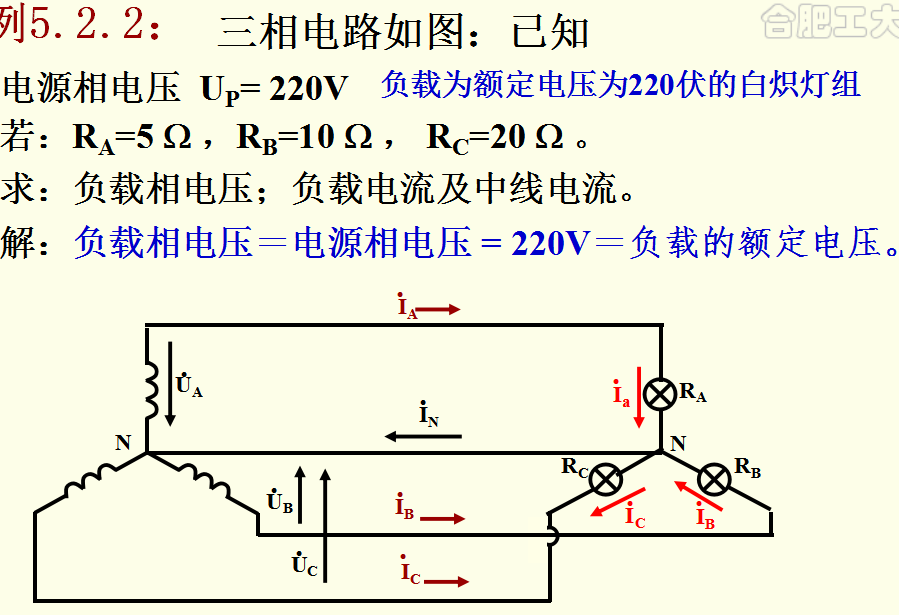 例5.2.2： 三相电路如图：已知
合肥工大
电源相电压 UP= 220V 负载为额定电压为220伏的白炽灯组
若：RA=5 Ω ，RB=10 Ω ， RC=20 Ω 。
求：负载相电压；负载电流及中线电流。
解：负载相电压＝电源相电压 = 220V＝负载的额定电压。
İA
U̇A
İa
RA
İN
N
N
RC
RB
U̇B
İB
İC
İB
U̇C
İC